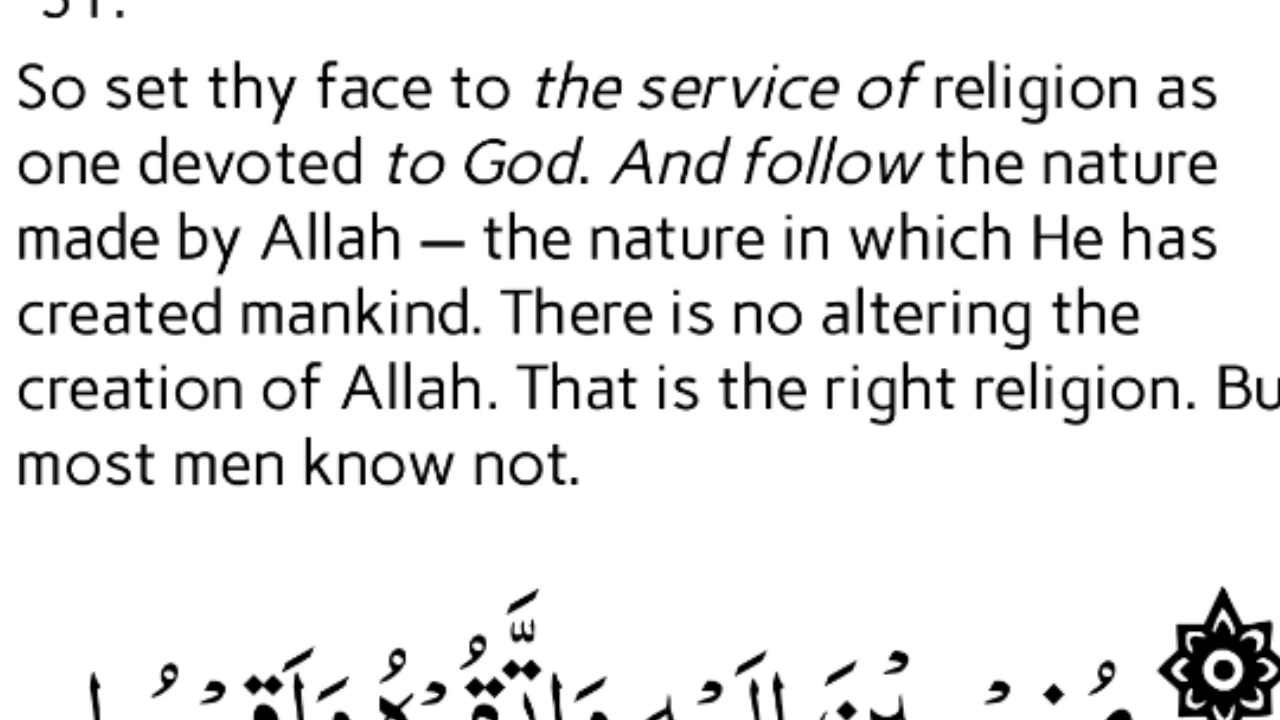 So set thy face to the service of religion as
one devoted to God. And follow the nature
made by Allah — the nature in which He has
created mankind. There is no altering the
creation of Allah. That is the right religion. Bu
most men know not.